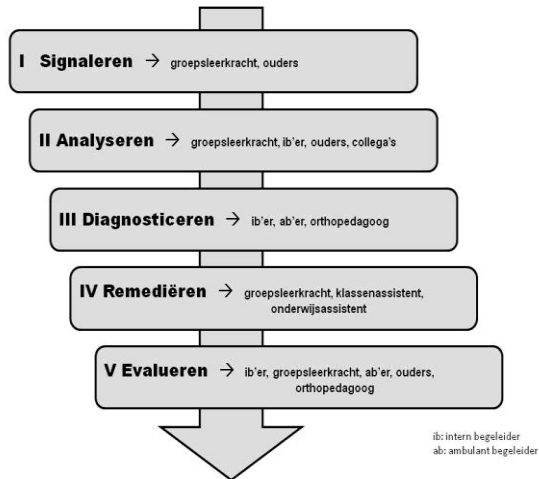 I Signaleren → groepsleerkracht, ouders
II Analyseren → groepsleerkracht, ib'er, ouders, collega's
III Diagnosticeren → ib'er, ab'er, orthopedagoog
IV Remediëren → groepsleerkracht, klassenassistent,
onderwijsassistent
V Evalueren → ib'er, groepsleerkracht, ab'er, ouders,
orthopedagoog
ib: intern begeleider
ab: ambulant begeleider